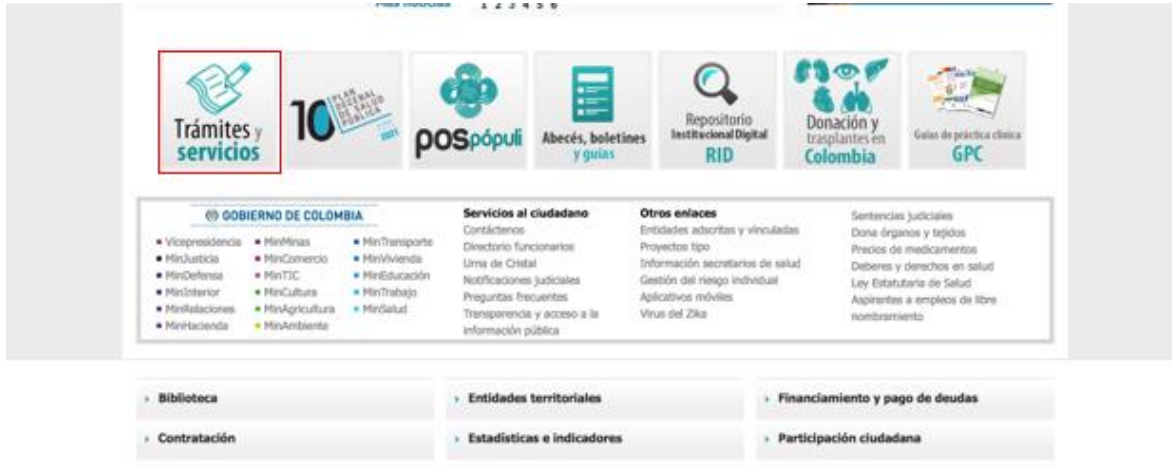 Más noticias 1 2 3 4 5 6
Trámites y
servicios
10 PLAN
DECENAL
DE SALUD
PÚBLICA
2021
pospópuli
Abecés, boletines
y guías
Repositorio
Institucional Digital
RID
Donación y
trasplantes en
Colombia
Guías de práctica clínica
GPC
GOBIERNO DE COLOMBIA
Vicepresidencia
MinJusticia
MinDefensa
MinInterior
MinRelaciones
MinHacienda
MinMinas
MinComercio
MinTIC
MinCultura
MinAgricultura
MinAmbiente
MinTransporte
MinVivienda
MinEducación
MinTrabajo
MinSalud
Servicios al ciudadano
Contáctenos
Directorio funcionarios
Urna de Cristal
Notificaciones judiciales
Preguntas frecuentes
Transparencia y acceso a la
información pública
Otros enlaces
Entidades adscritas y vinculadas
Proyectos tipo
Información secretarios de salud
Gestión del riesgo individual
Aplicativos móviles
Virus del Zika
Sentencias judiciales
Dona órganos y tejidos
Precios de medicamentos
Deberes y derechos en salud
Ley Estatutaria de Salud
Aspirantes a empleos de libre
nombramiento
Biblioteca
Entidades territoriales
Financiamiento y pago de deudas
Contratación
Estadísticas e indicadores
Participación ciudadana